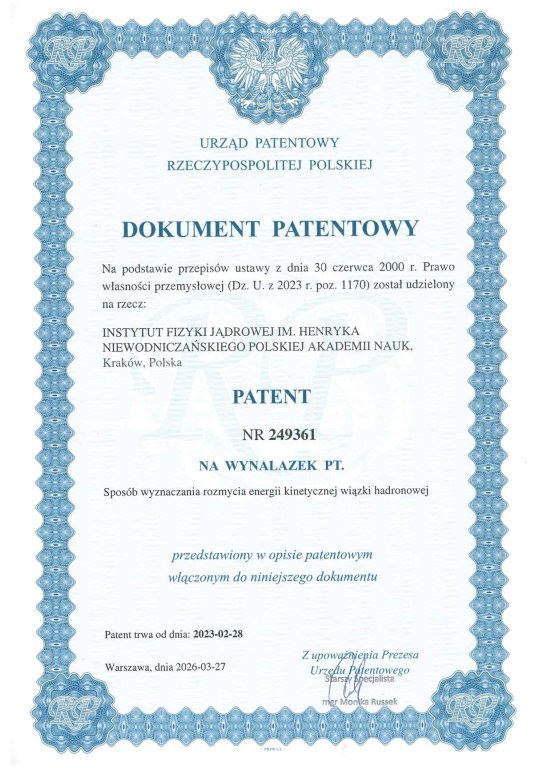 URZĄD PATENTOWY
RZECZYPOSPOLITEJ POLSKIEJ
DOKUMENT PATENTOWY
Na podstawie przepisów ustawy z dnia 30 czerwca 2000 r. Prawo
własności przemysłowej (Dz. U. z 2023 r. poz. 1170) został udzielony
na rzecz:
INSTYTUT FIZYKI JĄDROWEJ IM. HENRYKA
NIEWODNICZAŃSKIEGO POLSKIEJ AKADEMII NAUK,
Kraków, Polska
PATENT
NR 249361
NA WYNALAZEK PT.
Sposób wyznaczania rozmycia energii kinetycznej wiązki hadronowej
przedstawiony w opisie patentowym
włączonym do niniejszego dokumentu
Patent trwa od dnia: 2023-02-28
Warszawa, dnia 2026-03-27
Z upoważnienia Prezesa
Urzędu Patentowego
Starszy Specjalista
mgr Monika Russek